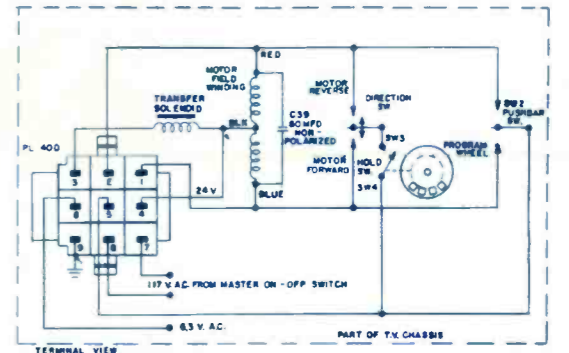 RED
MOTOR
FIELD
WINDING
TRANSFER
SOLENOID
BLK
C39
60 MFD
NON -
POLARIZED
BLUE
MOTOR
REVERSE
DIRECTION
SW.
SW3
MOTOR
FORWARD
HOLD
SW.
SW4
SW2
PUSHBAR
SW.
PROGRAM
WHEEL
PL 400
3 2 1
6 5 4
9 8 7
24 V
117 V. A.C. FROM MASTER ON - OFF SWITCH
6.3 V. A.C.
PART OF T.V. CHASSIS
TERMINAL VIEW